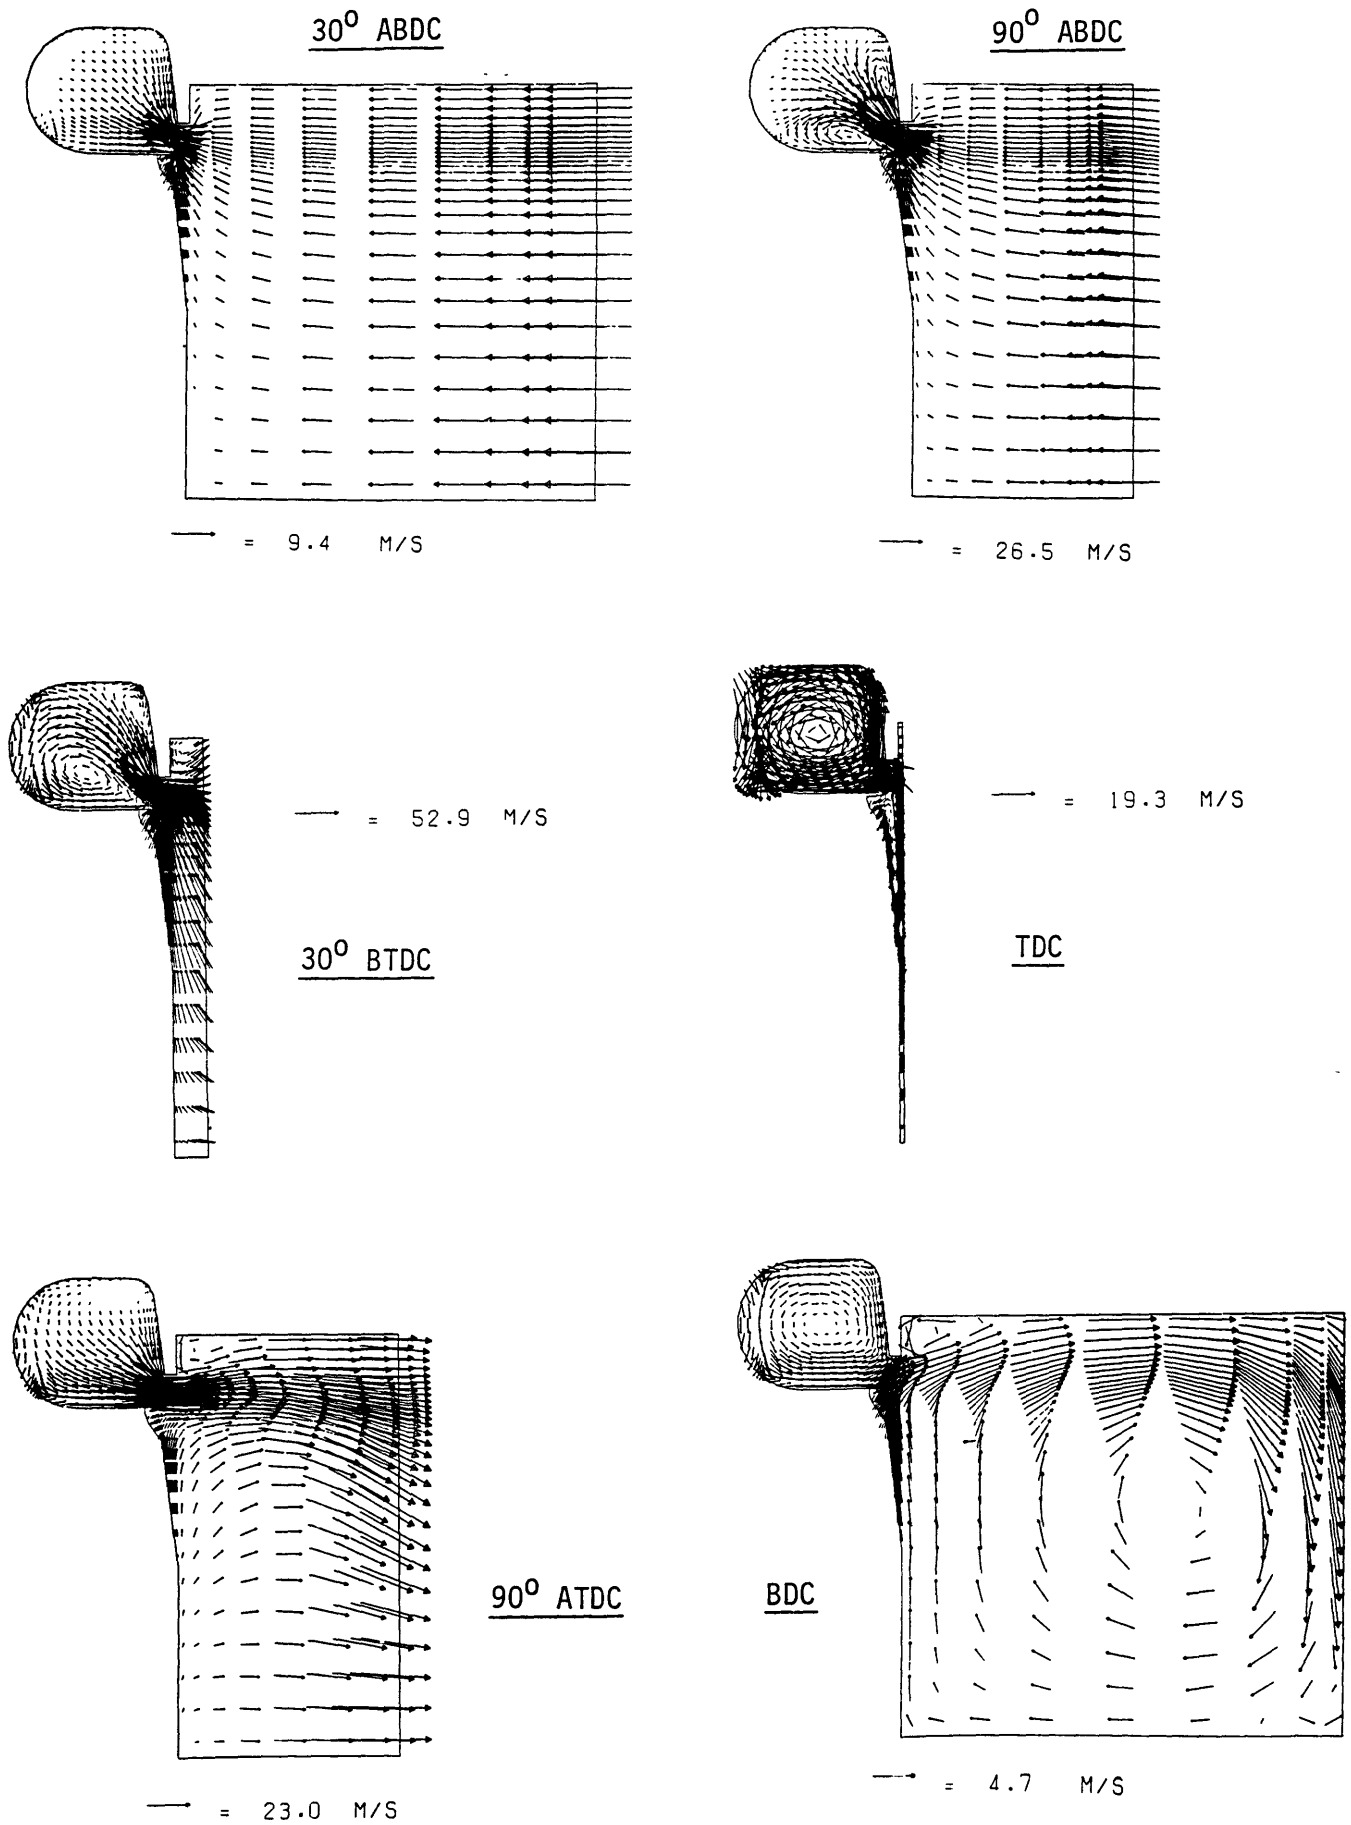 30° ABDC
90° ABDC
= 9.4 M/S
= 26.5 M/S
= 52.9 M/S
= 19.3 M/S
30° BTDC
TDC
90° ATDC
BDC
= 23.0 M/S
= 4.7 M/S